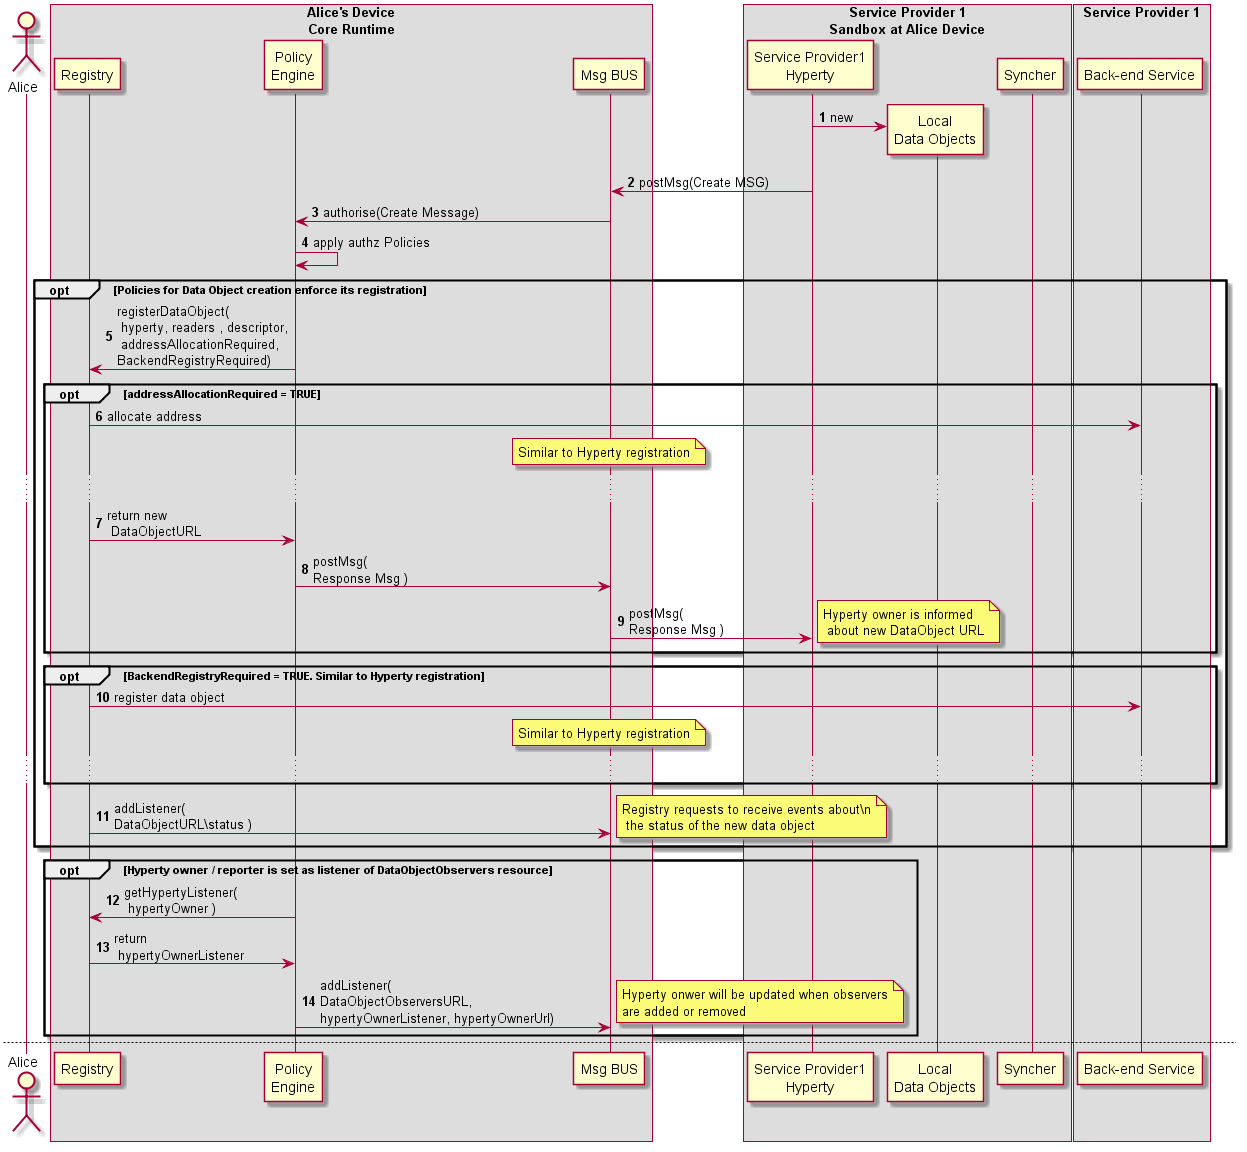 Alice's Device
Core Runtime
Service Provider 1
Sandbox at Alice Device
Service Provider 1
Alice
Registry
Policy
Engine
Msg BUS
Service Provider1
Hyperty
Syncher
Back-end Service
1 new
Local
Data Objects
2 postMsg(Create MSG)
3 authorise(Create Message)
4 apply authz Policies
opt [Policies for Data Object creation enforce its registration]
5 registerDataObject(
hyperty, readers , descriptor,
addressAllocationRequired,
BackendRegistryRequired)
opt [addressAllocationRequired = TRUE]
6 allocate address
Similar to Hyperty registration
7 return new
DataObjectURL
8 postMsg(
Response Msg )
9 postMsg(
Response Msg )
Hyperty owner is informed
about new DataObject URL
opt [BackendRegistryRequired = TRUE. Similar to Hyperty registration]
10 register data object
Similar to Hyperty registration
11 addListener(
DataObjectURL\status )
Registry requests to receive events about\n
the status of the new data object
opt [Hyperty owner / reporter is set as listener of DataObjectObservers resource]
12 getHypertyListener(
hypertyOwner )
13 return
hypertyOwnerListener
14 addListener(
DataObjectObserversURL,
hypertyOwnerListener, hypertyOwnerUrl)
Hyperty onwer will be updated when observers
are added or removed
Alice
Registry
Policy
Engine
Msg BUS
Service Provider1
Hyperty
Local
Data Objects
Syncher
Back-end Service